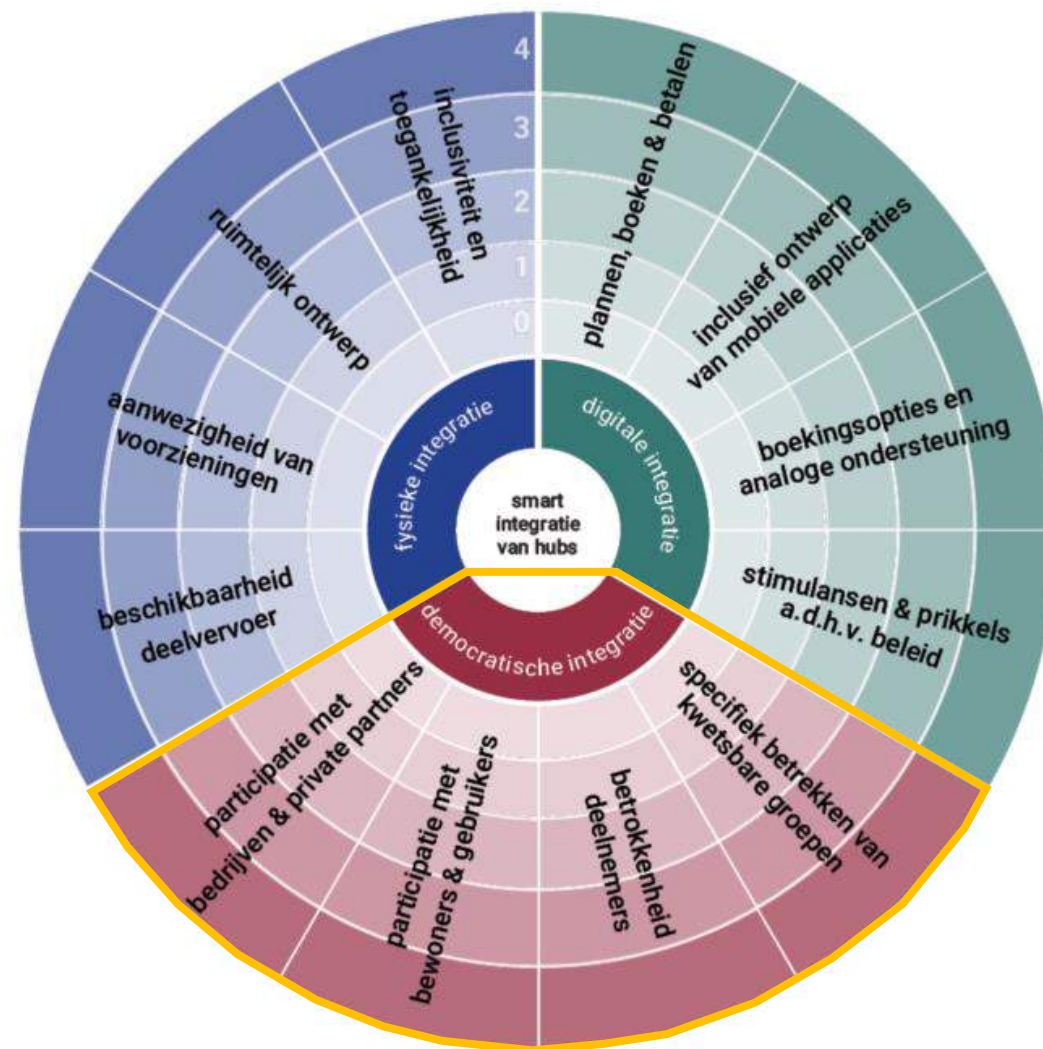 4
3
2
1
0
inclusiviteit en
toegankelijkheid
ruimtelijk ontwerp
aanwezigheid van
voorzieningen
beschikbaarheid
deelvervoer
plannen, boeken & betalen
inclusief ontwerp
van mobiele applicaties
boekingsopties en
analoge ondersteuning
stimulansen & prikkels
a.d.h.v. beleid
fysieke integratie
digitale integratie
smart
integratie
van hubs
democratische integratie
participatie met
bedrijven & private partners
participatie met
bewoners & gebruikers
betrokkenheid
deelnemers
specifiek betrekken van
kwetsbare groepen